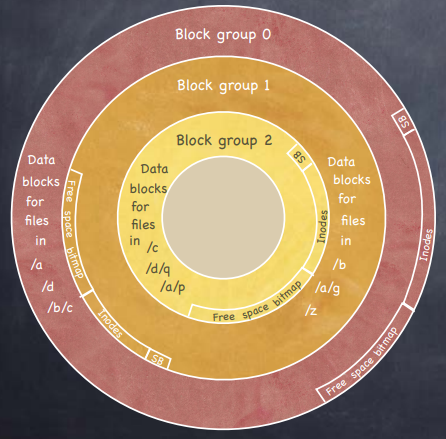 Block group 0
Block group 1
Block group 2
SB
Inodes
Free space bitmap
Data
blocks
for
files
in
/a
/d
/b/c
Free space bitmap
Inodes
SB
Data
blocks
for
files
in
/b
/a/g
/z
SB
Inodes
Free space bitmap
Data
blocks
for
files
in
/c
/d/q
/a/p